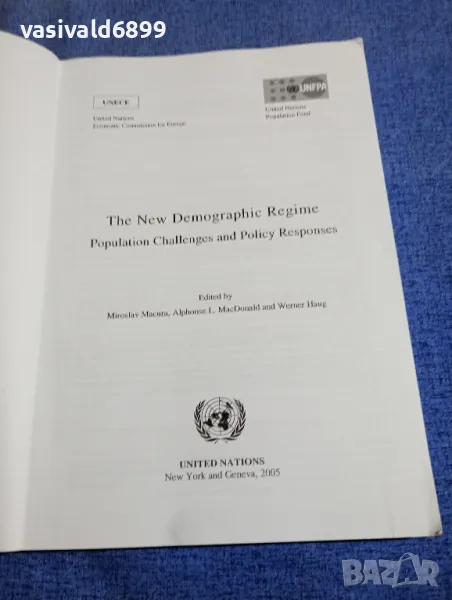 vasivald6899
UNECE
United Nations
Economic Commission for Europe
UNFPA
United Nations
Population Fund
The New Demographic Regime
Population Challenges and Policy Responses
Edited by
Miroslav Macura, Alphonse L. MacDonald and Werner Haug
UNITED NATIONS
New York and Geneva, 2005
BAZAR